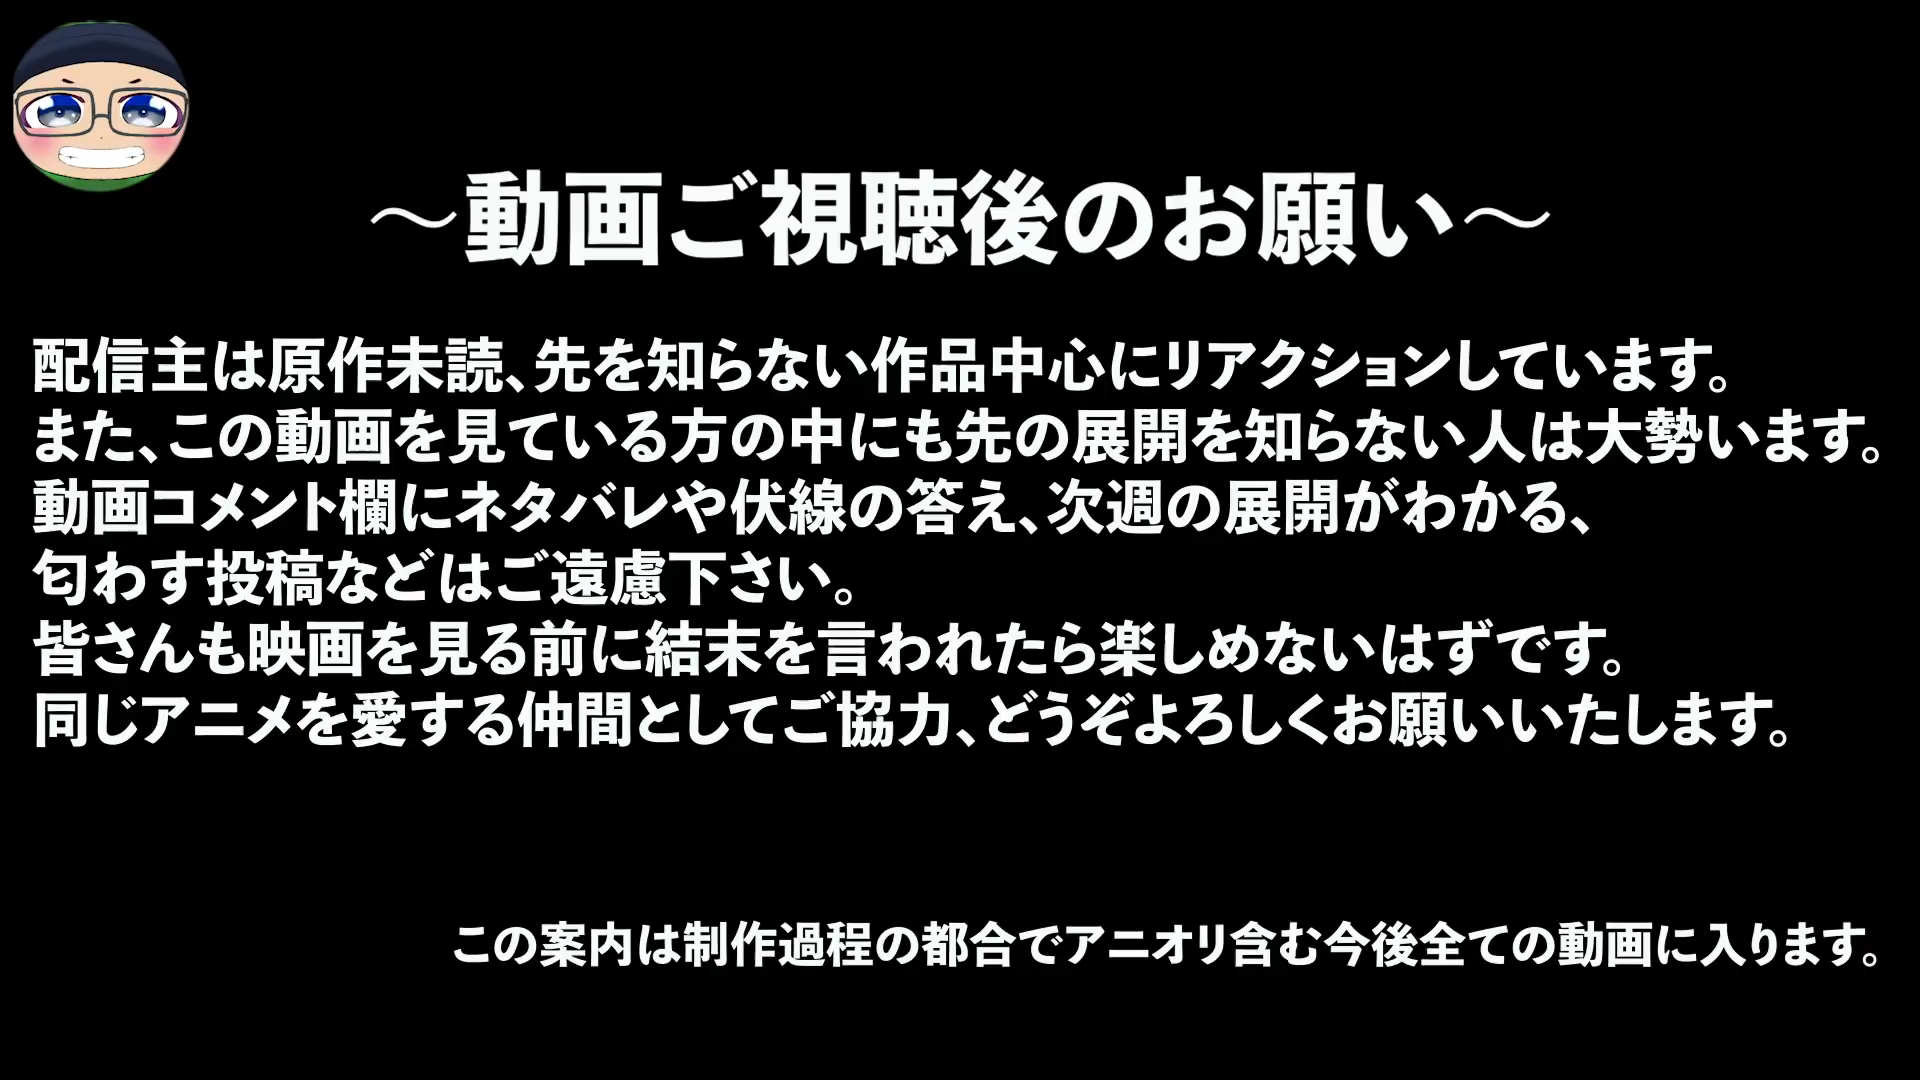 ～動画ご視聴後のお願い～
配信主は原作未読、先を知らない作品中心にリアクションしています。
また、この動画を見ている方の中にも先の展開を知らない人は大勢います。
動画コメント欄にネタバレや伏線の答え、次週の展開がわかる、
匂わす投稿などはご遠慮下さい。
皆さんも映画を見る前に結末を言われたら楽しめないはずです。
同じアニメを愛する仲間としてご協力、どうぞよろしくお願いいたします。
この案内は制作過程の都合でアニオリ含む今後全ての動画に入ります。